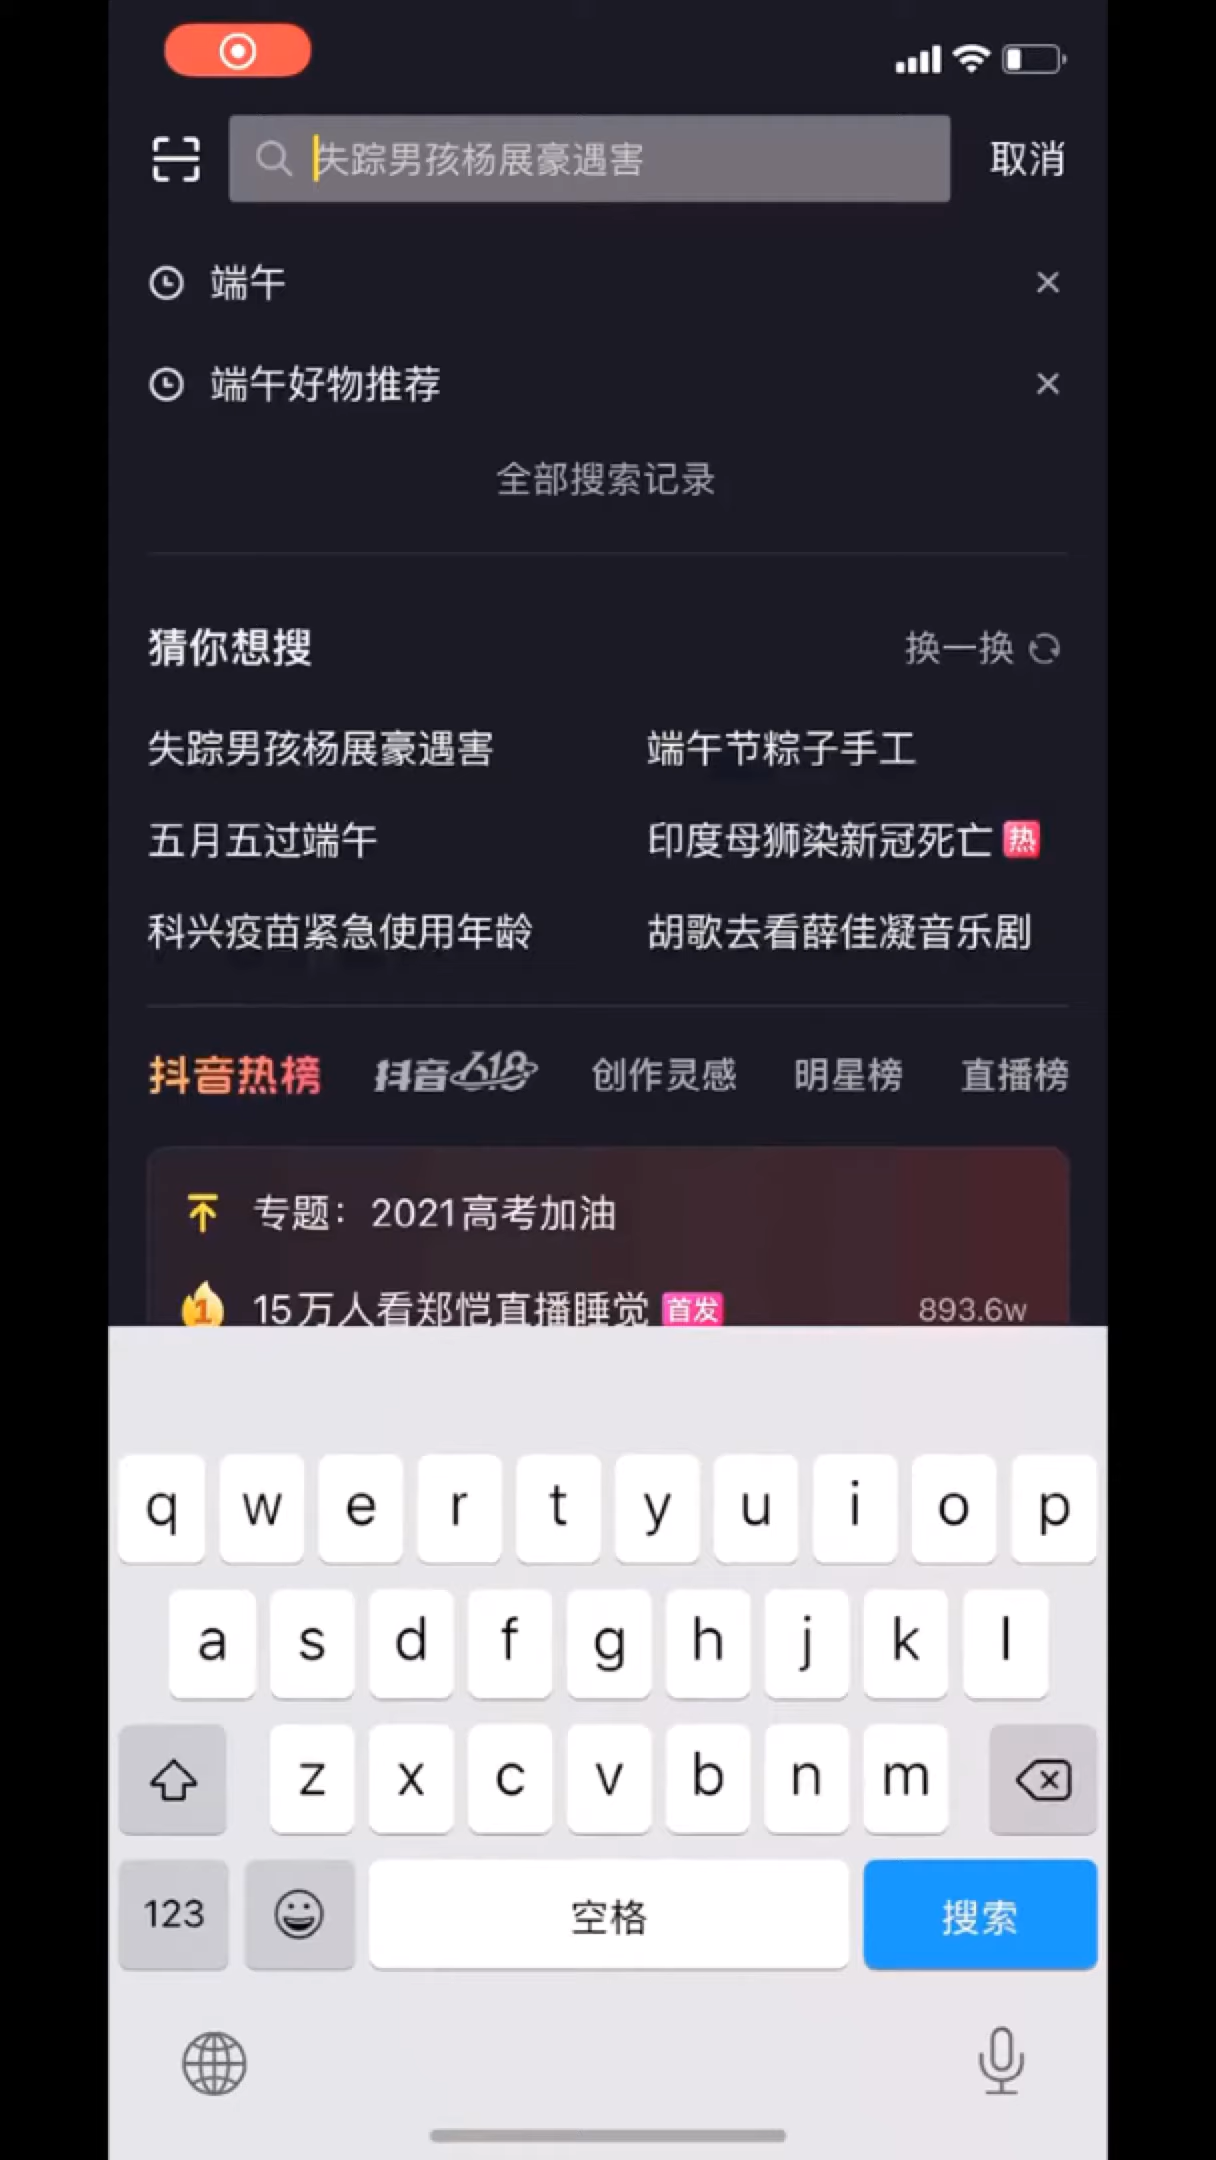 失踪男孩杨展豪遇害 取消
端午
端午好物推荐
全部搜索记录
猜你想搜 换一换
失踪男孩杨展豪遇害 端午节粽子手工
五月五过端午 印度母狮染新冠死亡 热
科兴疫苗紧急使用年龄 胡歌去看薛佳凝音乐剧
抖音热榜 抖音618 创作灵感 明星榜 直播榜
专题：2021高考加油
1 15万人看郑恺直播睡觉 首发 893.6w
q w e r t y u i o p
a s d f g h j k l
z x c v b n m
123 空格 搜索